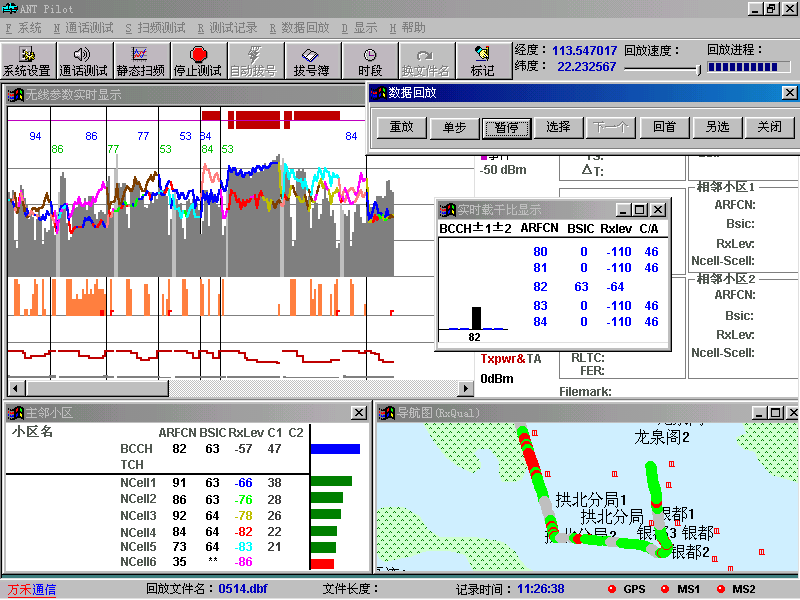 ANT Pilot
F 系统 N 通话测试 S 扫频测试 R 测试记录 R 数据回放 D 显示 H 帮助
系统设置 通话测试 静态扫频 停止测试 自动拨号 拨号簿 时段 换文件名 标记
经度: 113.547017 回放速度: 回放进程:
纬度: 22.232567
无线参数实时显示
数据回放
重放 单步 暂停 选择 下一个 回首 另选 关闭
94 86 77 53 84 84
86 77 53 84 53
事件
-50 dBm
TS:
△T:
相邻小区1
ARFCN:
Bsic:
RxLev:
Ncell-Scell:
相邻小区2
ARFCN:
Bsic:
RxLev:
Ncell-Scell:
实时载干比显示
BCCH±1±2 ARFCN BSIC Rxlev C/A
80 0 -110 46
81 0 -110 46
82 63 -64
83 0 -110 46
84 0 -110 46
82
Txpwr&TA
0dBm
RLTC:
FER:
Filemark:
主邻小区
小区名 ARFCN BSIC RxLev C1 C2
BCCH 82 63 -57 47
TCH
NCell1 91 63 -66 38
NCell2 86 63 -76 28
NCell3 92 64 -78 26
NCell4 84 64 -82 22
NCell5 73 64 -83 21
NCell6 35 ** -86
导航图(RxQual)
龙泉阁2
拱北分局1
拱北分局
拱北分局2
银都1
银都3
银都
银都2
万禾通信 回放文件名: 0514.dbf 文件长度: 记录时间: 11:26:38 GPS MS1 MS2